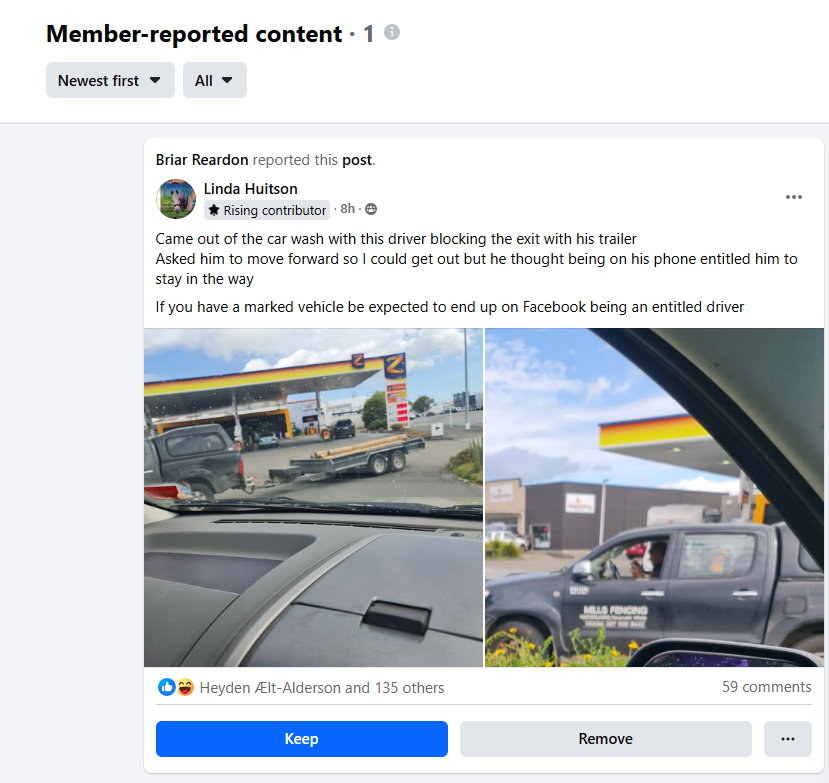 Member-reported content · 1
Newest first
All
Briar Reardon reported this post.
Linda Huitson
Rising contributor · 8h ·
Came out of the car wash with this driver blocking the exit with his trailer
Asked him to move forward so I could get out but he thought being on his phone entitled him to
stay in the way
If you have a marked vehicle be expected to end up on Facebook being an entitled driver
Z
Z
MILLS FENCING
Heyden Ælt-Alderson and 135 others
59 comments
Keep
Remove